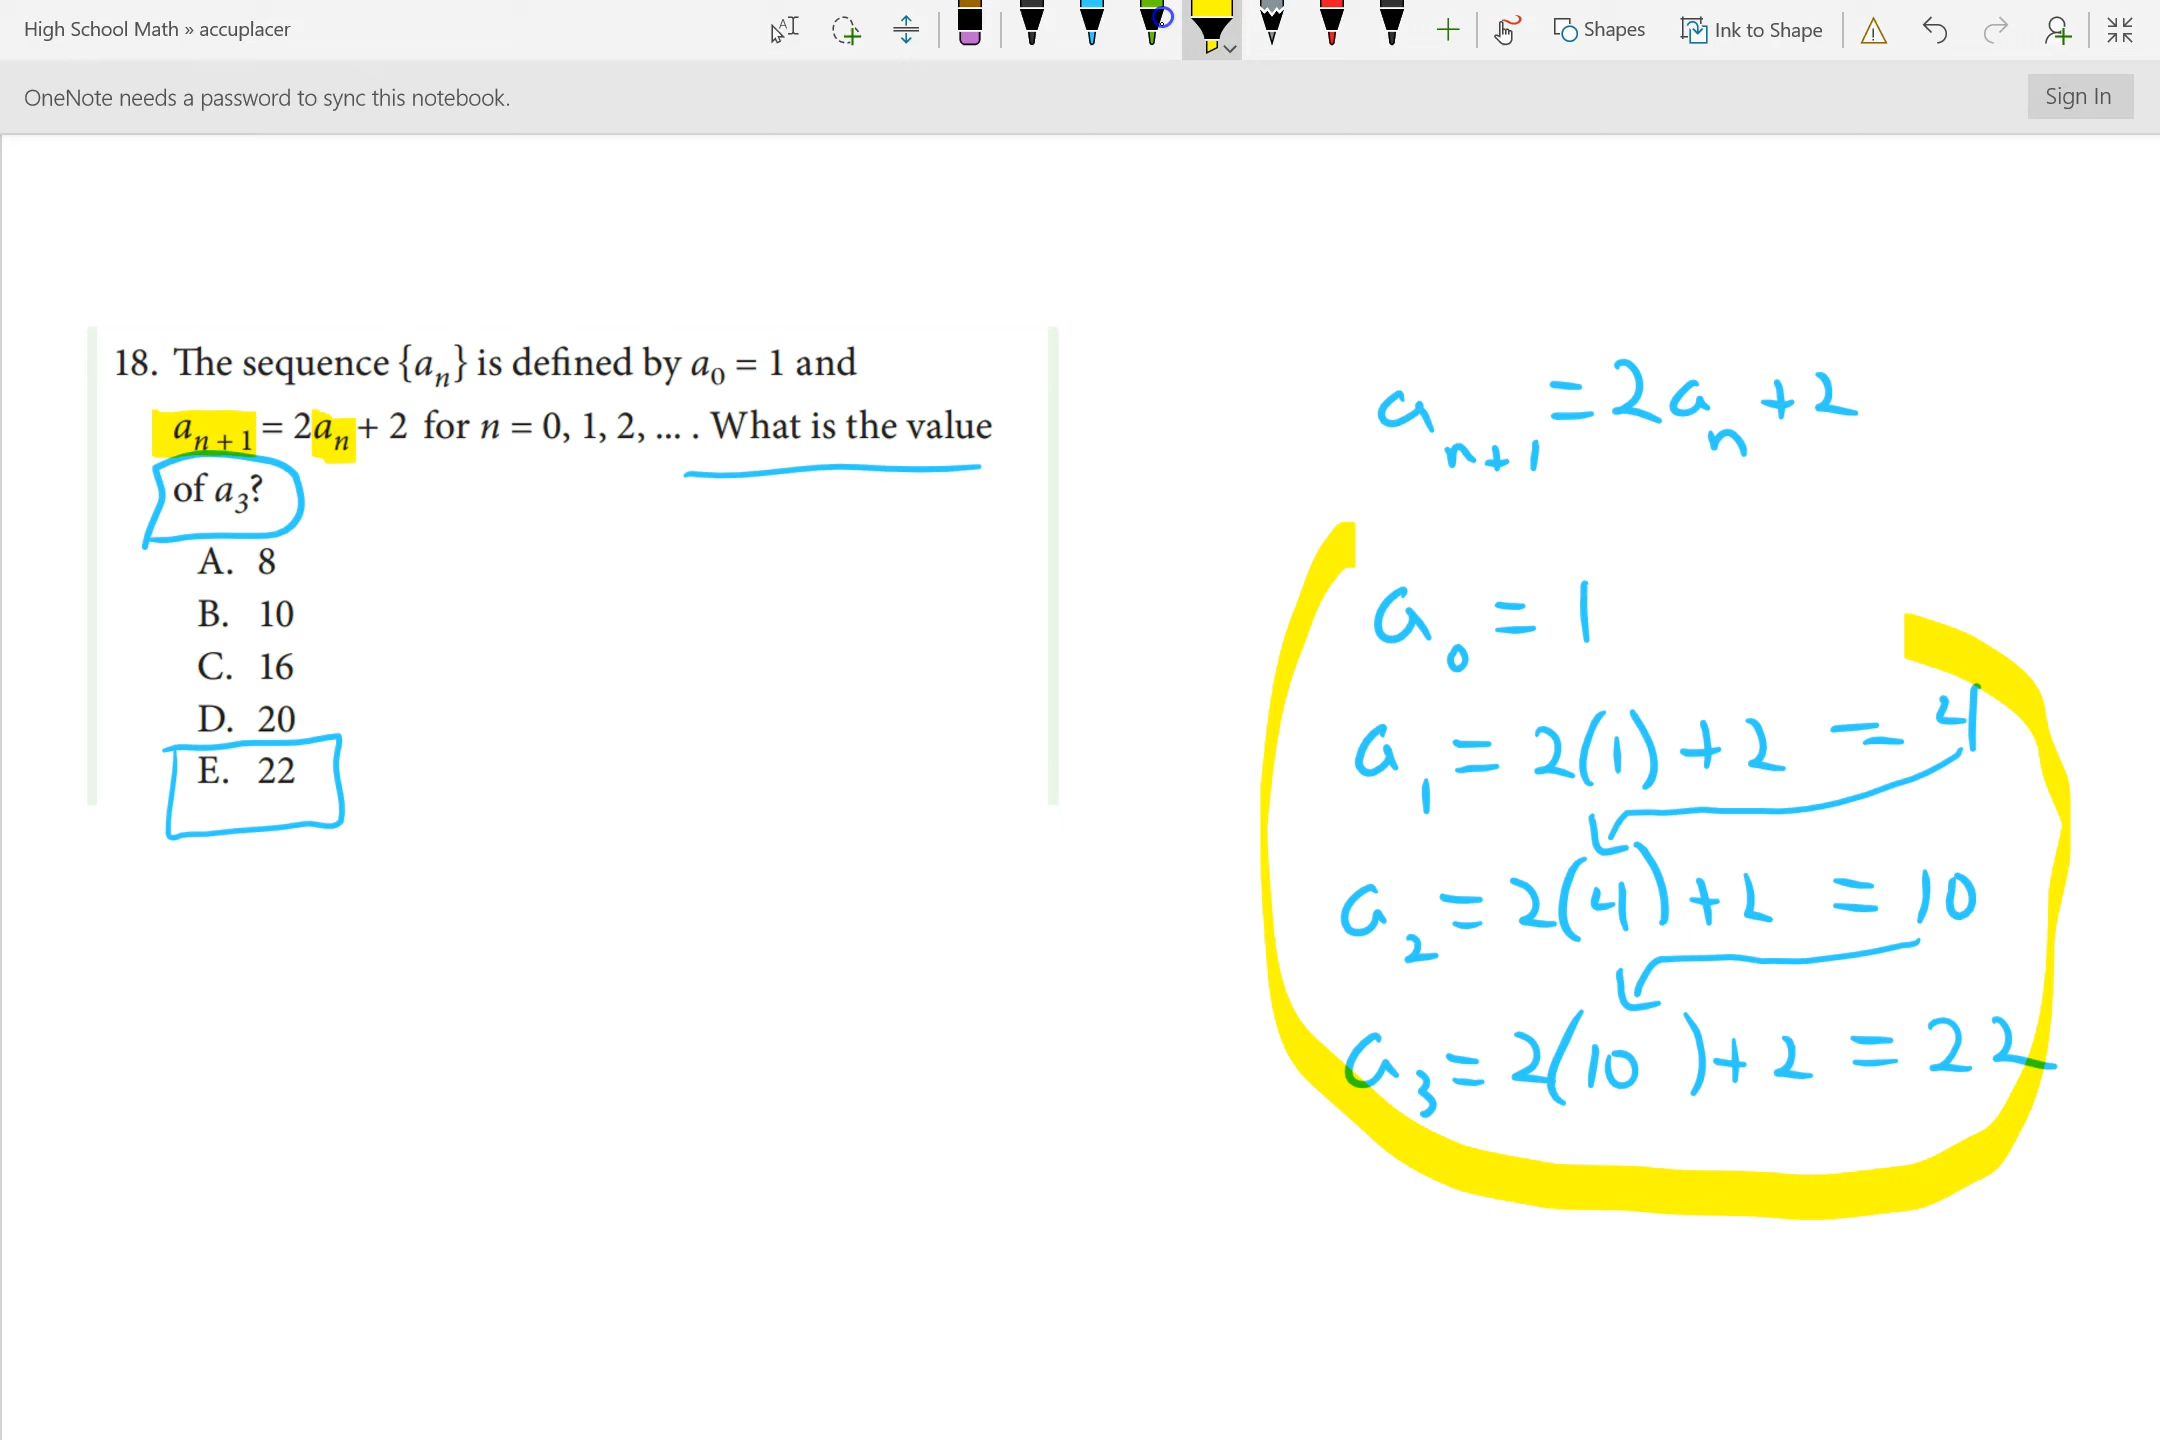 High School Math » accuplacer
Shapes
Ink to Shape
OneNote needs a password to sync this notebook.
Sign In
18. The sequence {aₙ} is defined by a₀ = 1 and
aₙ₊₁ = 2aₙ + 2 for n = 0, 1, 2, ... . What is the value
of a₃?
A. 8
B. 10
C. 16
D. 20
E. 22
aₙ₊₁ = 2aₙ + 2
a₀ = 1
a₁ = 2(1) + 2 = 4
a₂ = 2(4) + 2 = 10
a₃ = 2(10) + 2 = 22